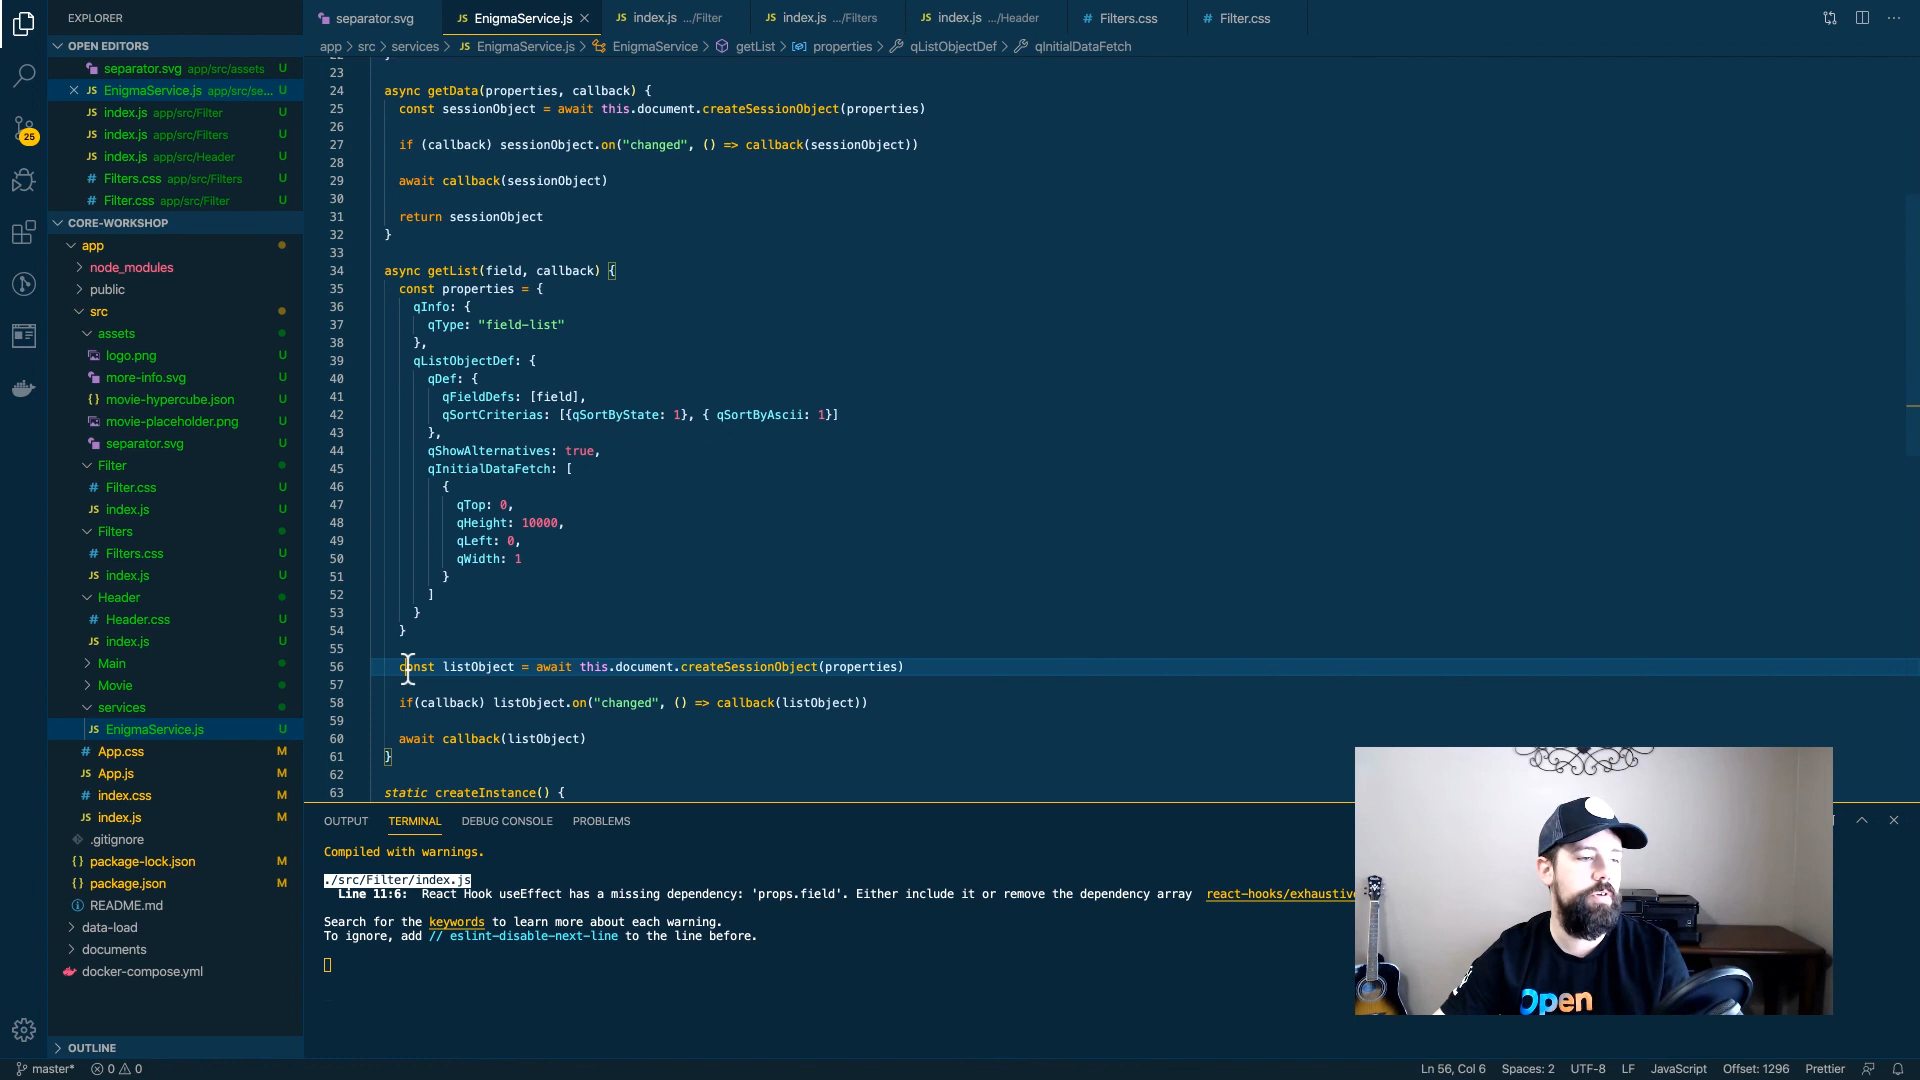 EXPLORER
separator.svg
JS EnigmaService.js
JS index.js .../Filter
JS index.js .../Filters
JS index.js .../Header
# Filters.css
# Filter.css
app > src > services > JS EnigmaService.js > EnigmaService > getList > properties > qListObjectDef > qInitialDataFetch
OPEN EDITORS
separator.svg app/src/assets U
JS EnigmaService.js app/src/se... U
JS index.js app/src/Filter U
JS index.js app/src/Filters U
JS index.js app/src/Header U
# Filters.css app/src/Filters U
# Filter.css app/src/Filter U
25
CORE-WORKSHOP
app
node_modules
public
src
assets
logo.png U
more-info.svg U
{} movie-hypercube.json U
movie-placeholder.png U
separator.svg U
Filter
# Filter.css U
JS index.js U
Filters
# Filters.css U
JS index.js U
Header
# Header.css U
JS index.js U
Main
Movie
services
JS EnigmaService.js U
# App.css M
JS App.js M
# index.css M
JS index.js M
.gitignore
{} package-lock.json M
{} package.json M
README.md
data-load
documents
docker-compose.yml
OUTLINE
23
24 async getData(properties, callback) {
25 const sessionObject = await this.document.createSessionObject(properties)
26
27 if (callback) sessionObject.on("changed", () => callback(sessionObject))
28
29 await callback(sessionObject)
30
31 return sessionObject
32 }
33
34 async getList(field, callback) {
35 const properties = {
36 qInfo: {
37 qType: "field-list"
38 },
39 qListObjectDef: {
40 qDef: {
41 qFieldDefs: [field],
42 qSortCriterias: [{qSortByState: 1}, { qSortByAscii: 1}]
43 },
44 qShowAlternatives: true,
45 qInitialDataFetch: [
46 {
47 qTop: 0,
48 qHeight: 10000,
49 qLeft: 0,
50 qWidth: 1
51 }
52 ]
53 }
54 }
55
56 const listObject = await this.document.createSessionObject(properties)
57
58 if(callback) listObject.on("changed", () => callback(listObject))
59
60 await callback(listObject)
61 }
62
63 static createInstance() {
OUTPUT TERMINAL DEBUG CONSOLE PROBLEMS
Compiled with warnings.
./src/Filter/index.js
Line 11:6: React Hook useEffect has a missing dependency: 'props.field'. Either include it or remove the dependency array react-hooks/exhaustive
Search for the keywords to learn more about each warning.
To ignore, add // eslint-disable-next-line to the line before.
Open
master* 0 0 Ln 56, Col 6 Spaces: 2 UTF-8 LF JavaScript Offset: 1296 Prettier